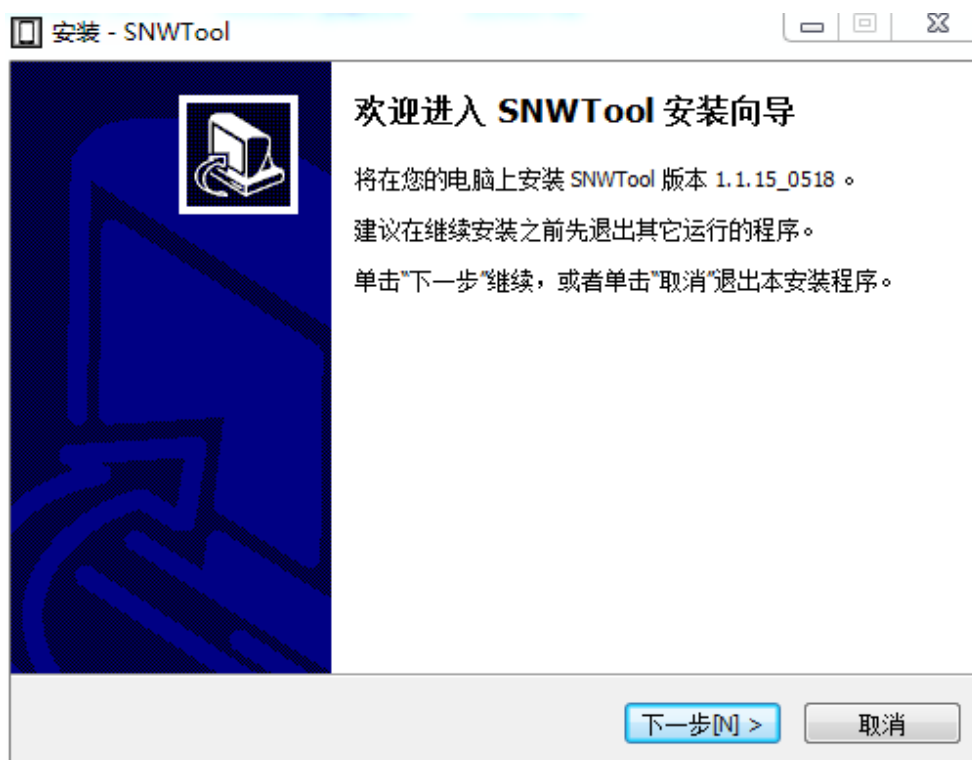 安装 - SNWTool
欢迎进入 SNWTool 安装向导
将在您的电脑上安装 SNWTool 版本 1.1.15_0518 。
建议在继续安装之前先退出其它运行的程序。
单击"下一步"继续，或者单击"取消"退出本安装程序。
下一步[N] >
取消